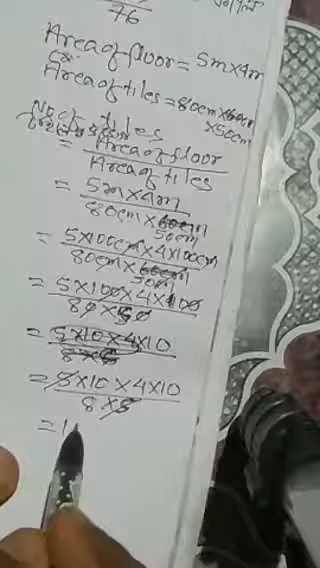 76
Area of floor = 5m x 4m
Area of tiles = 80cm x 50cm
No. of tiles
= Area of floor / Area of tiles
= 5m x 4m / 80cm x 50cm
= 5 x 100cm x 4 x 100cm / 80cm x 50cm
= 5 x 100 x 4 x 100 / 80 x 50
= 5 x 10 x 4 x 10 / 8 x 5
= 5 x 10 x 4 x 10 / 8 x 5
= 1